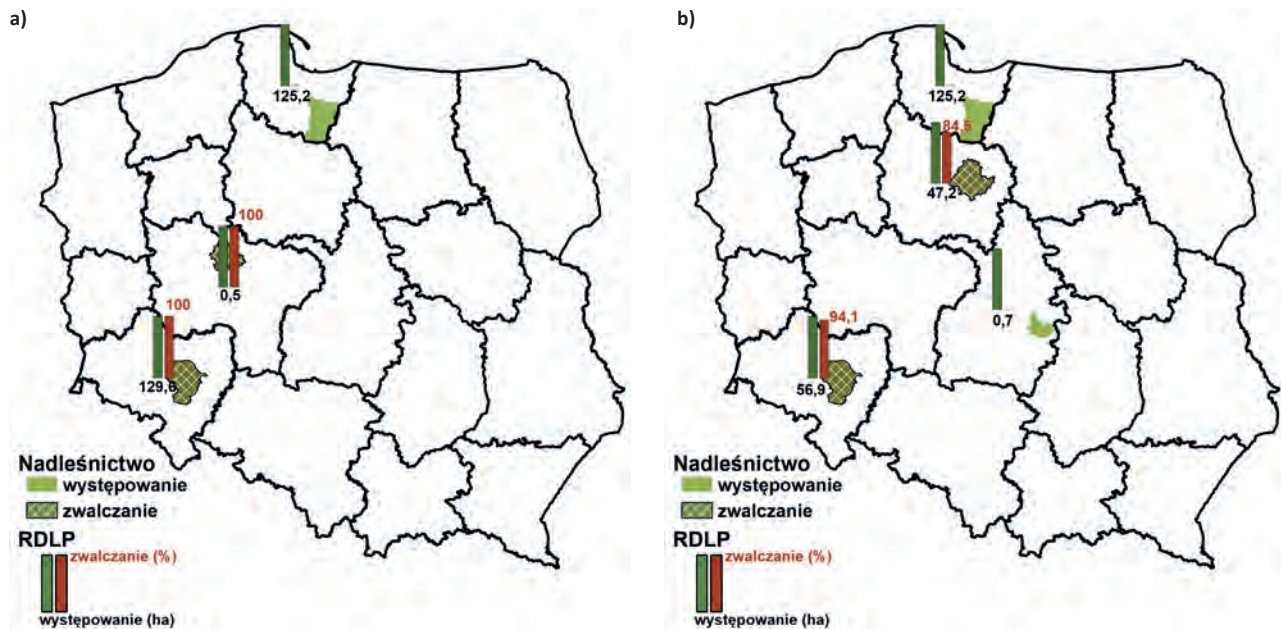 a)
125,2
100
0,5
100
129,6
Nadleśnictwo
występowanie
zwalczanie
RDLP
zwalczanie (%)
występowanie (ha)
b)
125,2
84,5
47,2
0,7
94,1
56,9
Nadleśnictwo
występowanie
zwalczanie
RDLP
zwalczanie (%)
występowanie (ha)